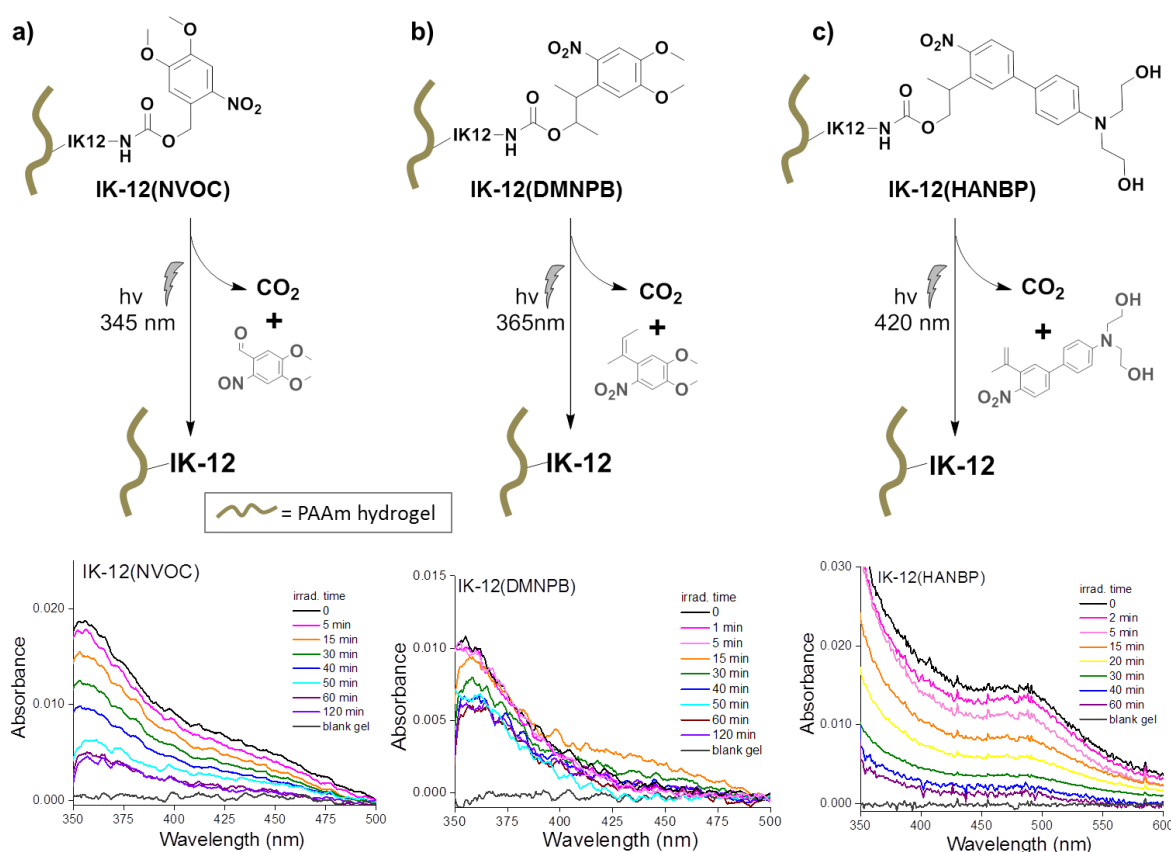 a)
O
O
NO₂
O
IK12
N
H
O
IK-12(NVOC)
hv
345 nm
CO₂
+
O
O
O
ON
IK-12
b)
O₂N
O
O
O
IK12
N
H
O
IK-12(DMNPB)
hv
365nm
CO₂
+
O
O₂N
O
IK-12
c)
O₂N
OH
O
IK12
N
H
O
N
OH
IK-12(HANBP)
hv
420 nm
CO₂
+
OH
N
OH
NO₂
IK-12
= PAAm hydrogel
IK-12(NVOC)
irrad. time
0
5 min
15 min
30 min
40 min
50 min
60 min
120 min
blank gel
Absorbance
0.020
0.010
0.000
350 375 400 425 450 475 500
Wavelength (nm)
IK-12(DMNPB)
irrad. time
0
1 min
5 min
15 min
30 min
40 min
50 min
60 min
120 min
blank gel
Absorbance
0.015
0.010
0.005
0.000
350 375 400 425 450 475 500
Wavelength (nm)
IK-12(HANBP)
irrad. time
0
2 min
5 min
15 min
20 min
30 min
40 min
60 min
blank gel
Absorbance
0.030
0.020
0.010
0.000
350 400 450 500 550 600
Wavelength (nm)